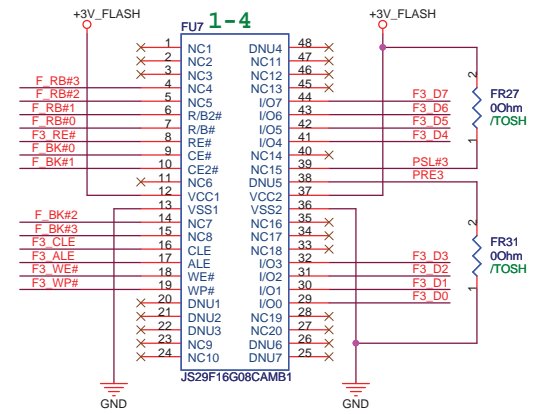 +3V_FLASH
FU7 1-4
+3V_FLASH
1 NC1 DNU4 48
2 NC2 NC11 47
3 NC3 NC12 46
F_RB#3 4 NC4 NC13 45
F_RB#2 5 NC5 I/O7 44 F3_D7
F_RB#1 6 R/B2# I/O6 43 F3_D6
F_RB#0 7 R/B# I/O5 42 F3_D5
F3_RE# 8 RE# I/O4 41 F3_D4
F_BK#0 9 CE# NC14 40
F_BK#1 10 CE2# NC15 39 PSL#3
11 NC6 DNU5 38 PRE3
12 VCC1 VCC2 37
13 VSS1 VSS2 36
F_BK#2 14 NC7 NC16 35
F_BK#3 15 NC8 NC17 34
F3_CLE 16 CLE NC18 33
F3_ALE 17 ALE I/O3 32 F3_D3
F3_WE# 18 WE# I/O2 31 F3_D2
F3_WP# 19 WP# I/O1 30 F3_D1
20 DNU1 I/O0 29 F3_D0
21 DNU2 NC19 28
22 DNU3 NC20 27
23 NC9 DNU6 26
24 NC10 DNU7 25
JS29F16G08CAMB1
2
FR27
0Ohm
/TOSH
1
2
FR31
0Ohm
/TOSH
1
GND
GND